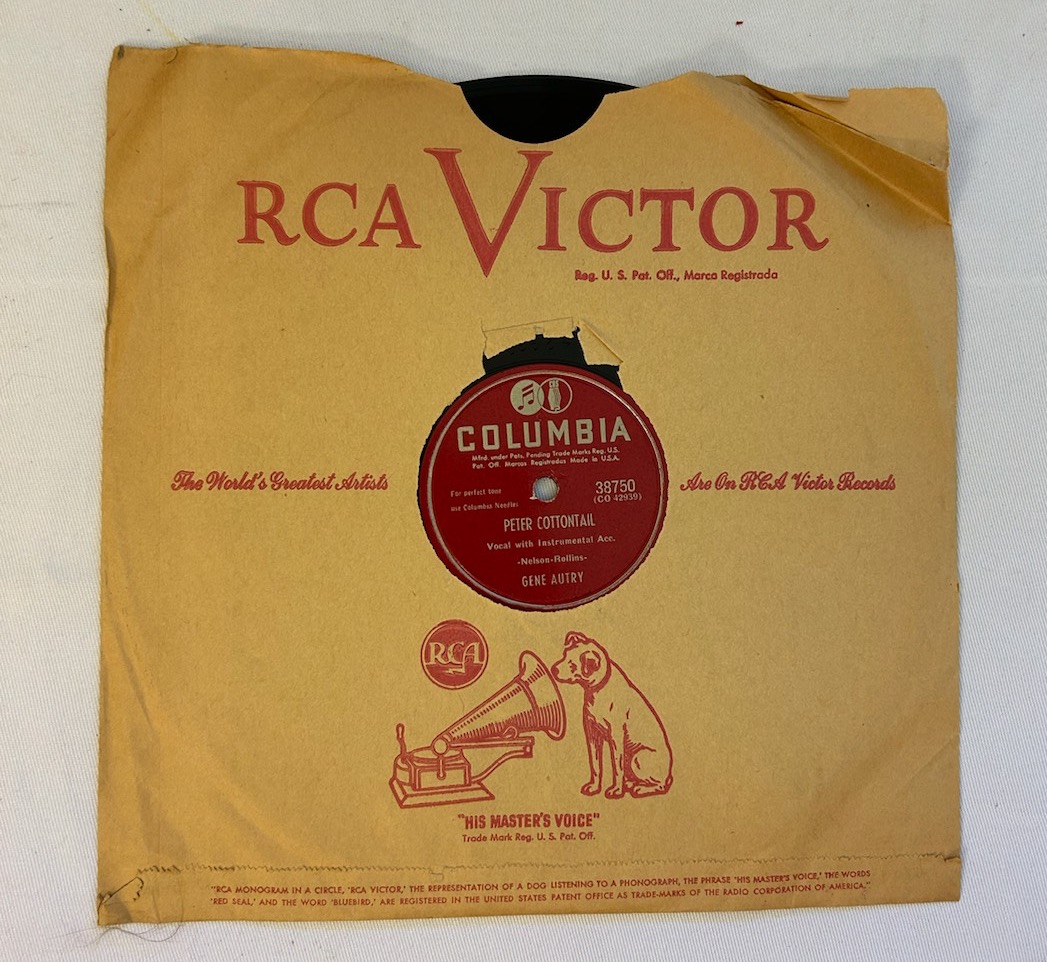 RCA VICTOR
Reg. U. S. Pat. Off., Marca Registrada
COLUMBIA
Mfrd. under Pats. Pending Trade Marks Reg. U.S.
Pat. Off. Marcas Registradas Made in U.S.A.
The World's Greatest Artists
Are On RCA Victor Records
For perfect tone
use Columbia Needles
38750
(CO 42939)
PETER COTTONTAIL
Vocal with Instrumental Acc.
-Nelson-Rollins-
GENE AUTRY
RCA
"HIS MASTER'S VOICE"
Trade Mark Reg. U. S. Pat. Off.
"RCA MONOGRAM IN A CIRCLE, 'RCA VICTOR,' THE REPRESENTATION OF A DOG LISTENING TO A PHONOGRAPH, THE PHRASE 'HIS MASTER'S VOICE,' THE WORDS
'RED SEAL,' AND THE WORD 'BLUEBIRD,' ARE REGISTERED IN THE UNITED STATES PATENT OFFICE AS TRADE-MARKS OF THE RADIO CORPORATION OF AMERICA."